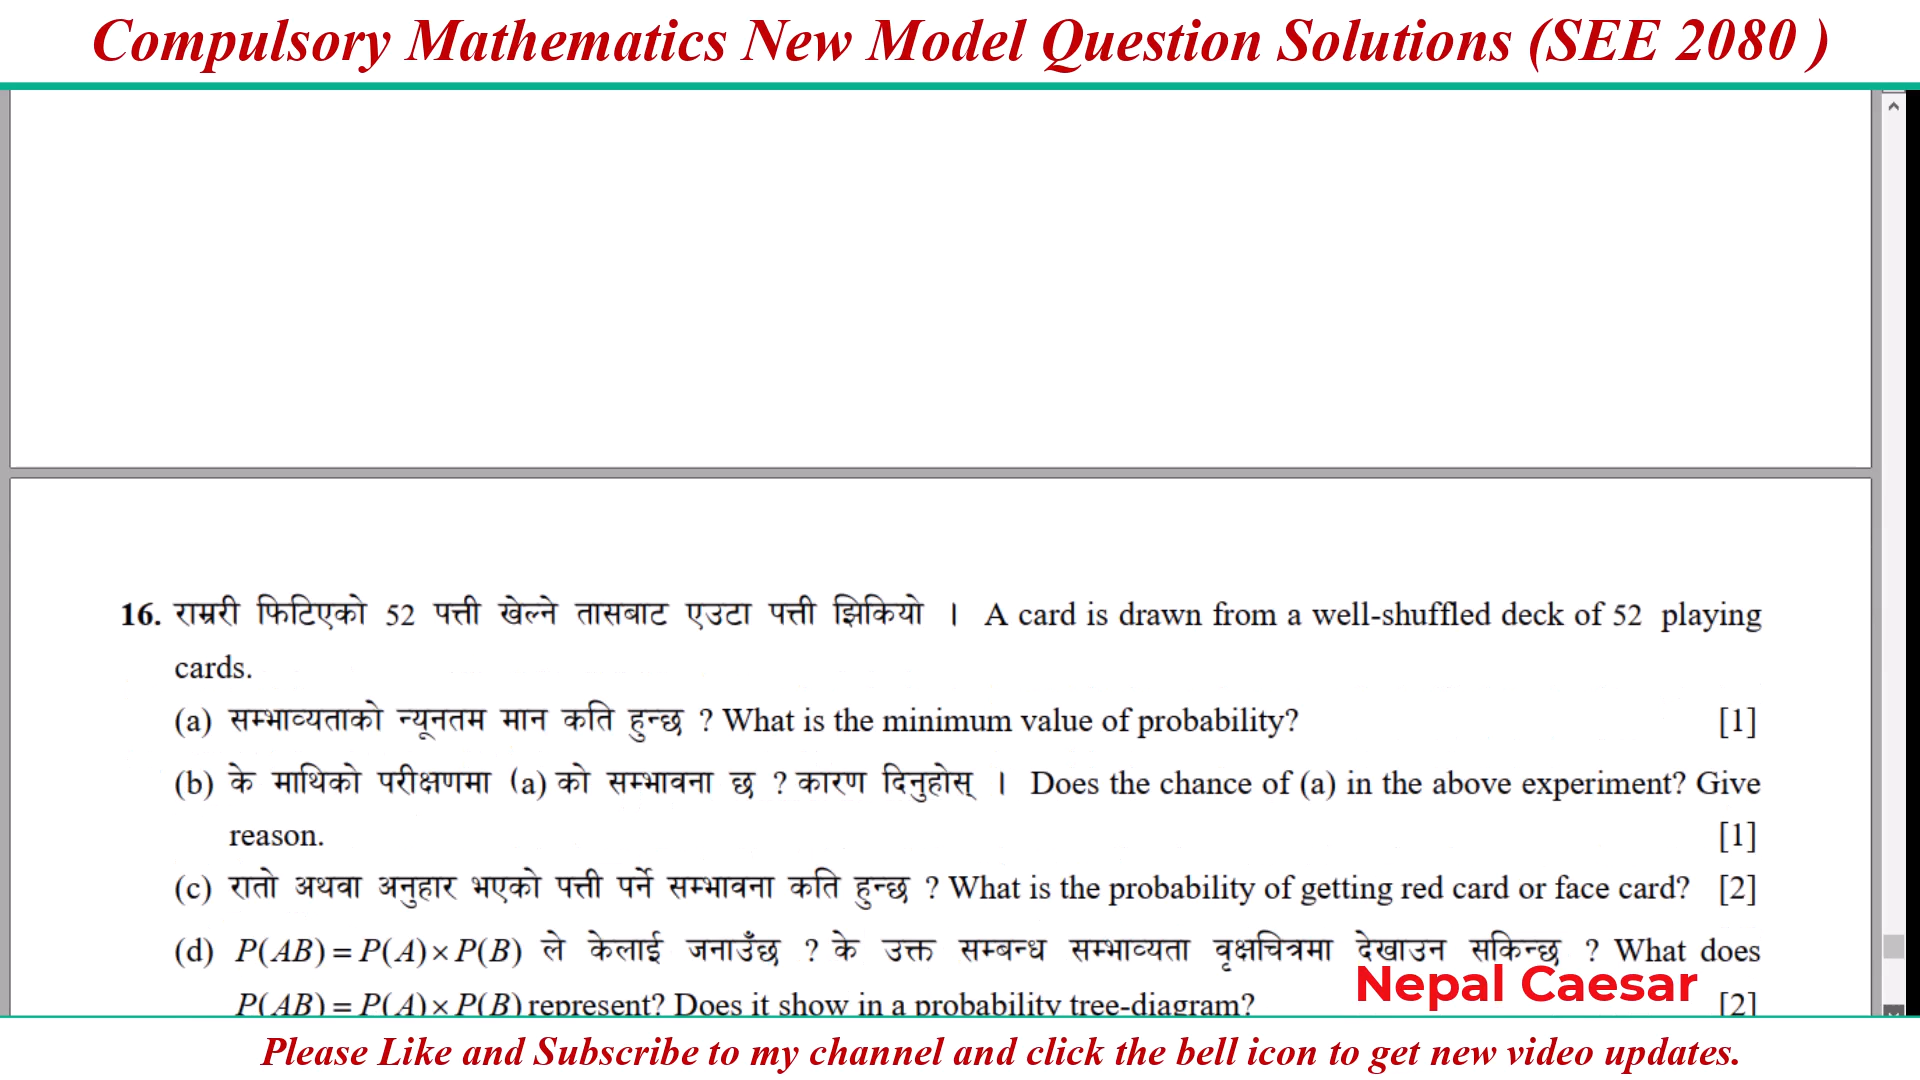 Compulsory Mathematics New Model Question Solutions (SEE 2080 )
16. राम्ररी फिटिएको 52 पत्ती खेल्ने तासबाट एउटा पत्ती झिकियो । A card is drawn from a well-shuffled deck of 52 playing
cards.
(a) सम्भाव्यताको न्यूनतम मान कति हुन्छ ? What is the minimum value of probability? [1]
(b) के माथिको परीक्षणमा (a) को सम्भावना छ ? कारण दिनुहोस् । Does the chance of (a) in the above experiment? Give
reason. [1]
(c) रातो अथवा अनुहार भएको पत्ती पर्ने सम्भावना कति हुन्छ ? What is the probability of getting red card or face card? [2]
(d) P(AB) = P(A)×P(B) ले केलाई जनाउँछ ? के उक्त सम्बन्ध सम्भाव्यता वृक्षचित्रमा देखाउन सकिन्छ ? What does
P(AB) = P(A)×P(B) represent? Does it show in a probability tree-diagram? [2]
Nepal Caesar
Please Like and Subscribe to my channel and click the bell icon to get new video updates.